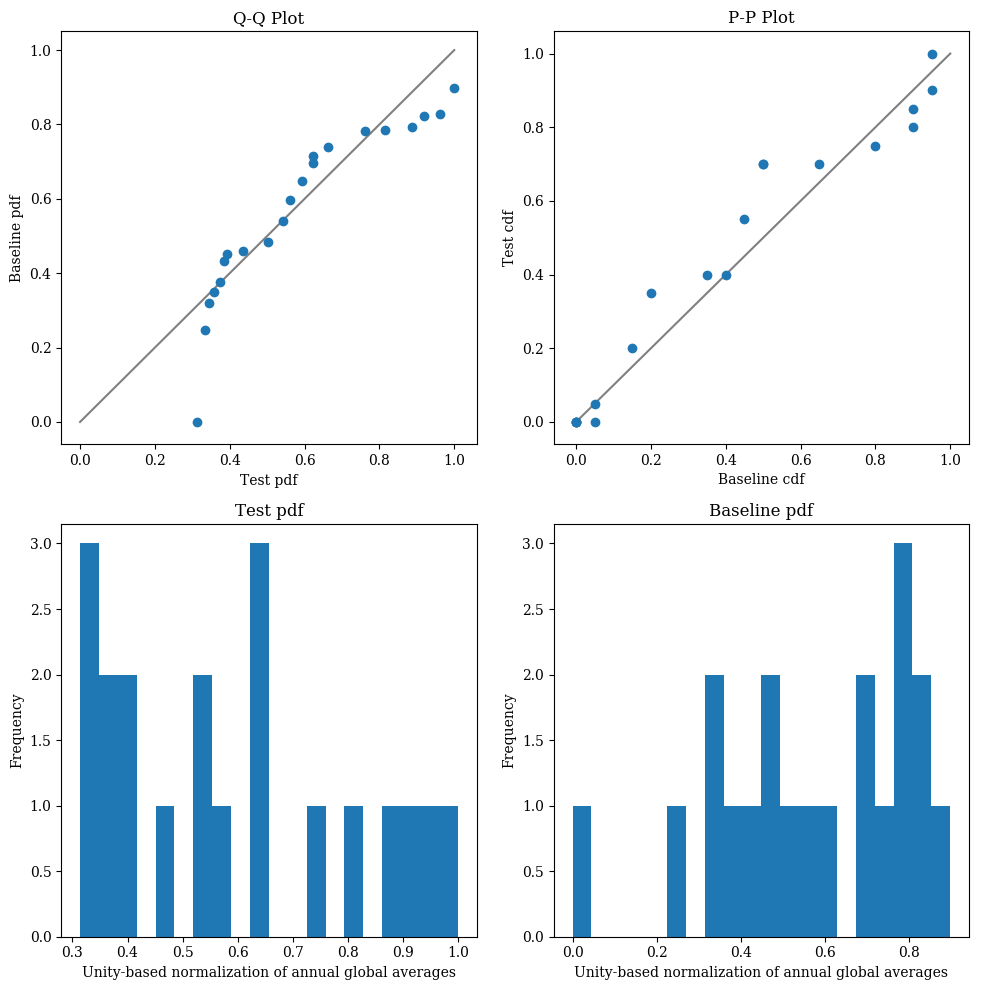 Q-Q Plot
1.0
0.8
0.6
0.4
0.2
0.0
Baseline pdf
0.0 0.2 0.4 0.6 0.8 1.0
Test pdf
P-P Plot
1.0
0.8
0.6
0.4
0.2
0.0
Test cdf
0.0 0.2 0.4 0.6 0.8 1.0
Baseline cdf
Test pdf
3.0
2.5
2.0
1.5
1.0
0.5
0.0
Frequency
0.3 0.4 0.5 0.6 0.7 0.8 0.9 1.0
Unity-based normalization of annual global averages
Baseline pdf
3.0
2.5
2.0
1.5
1.0
0.5
0.0
Frequency
0.0 0.2 0.4 0.6 0.8
Unity-based normalization of annual global averages